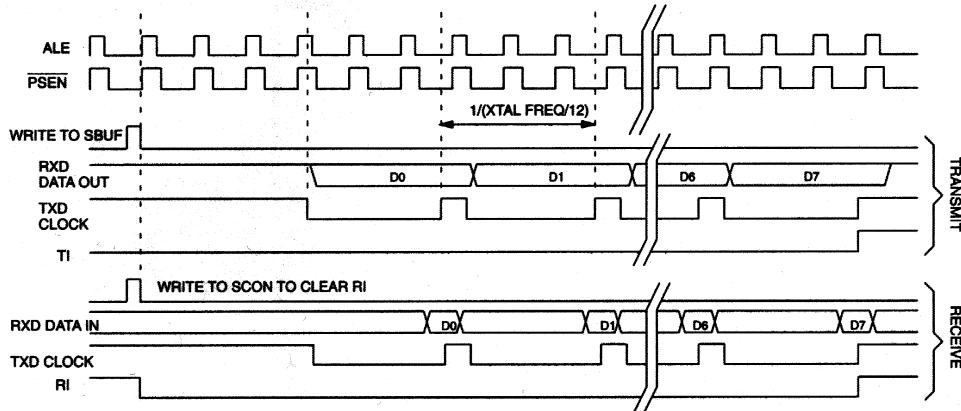 ALE
PSEN
1/(XTAL FREQ/12)
WRITE TO SBUF
RXD
DATA OUT
D0
D1
D6
D7
TXD
CLOCK
TI
TRANSMIT
WRITE TO SCON TO CLEAR RI
RXD DATA IN
D0
D1
D6
D7
TXD CLOCK
RI
RECEIVE